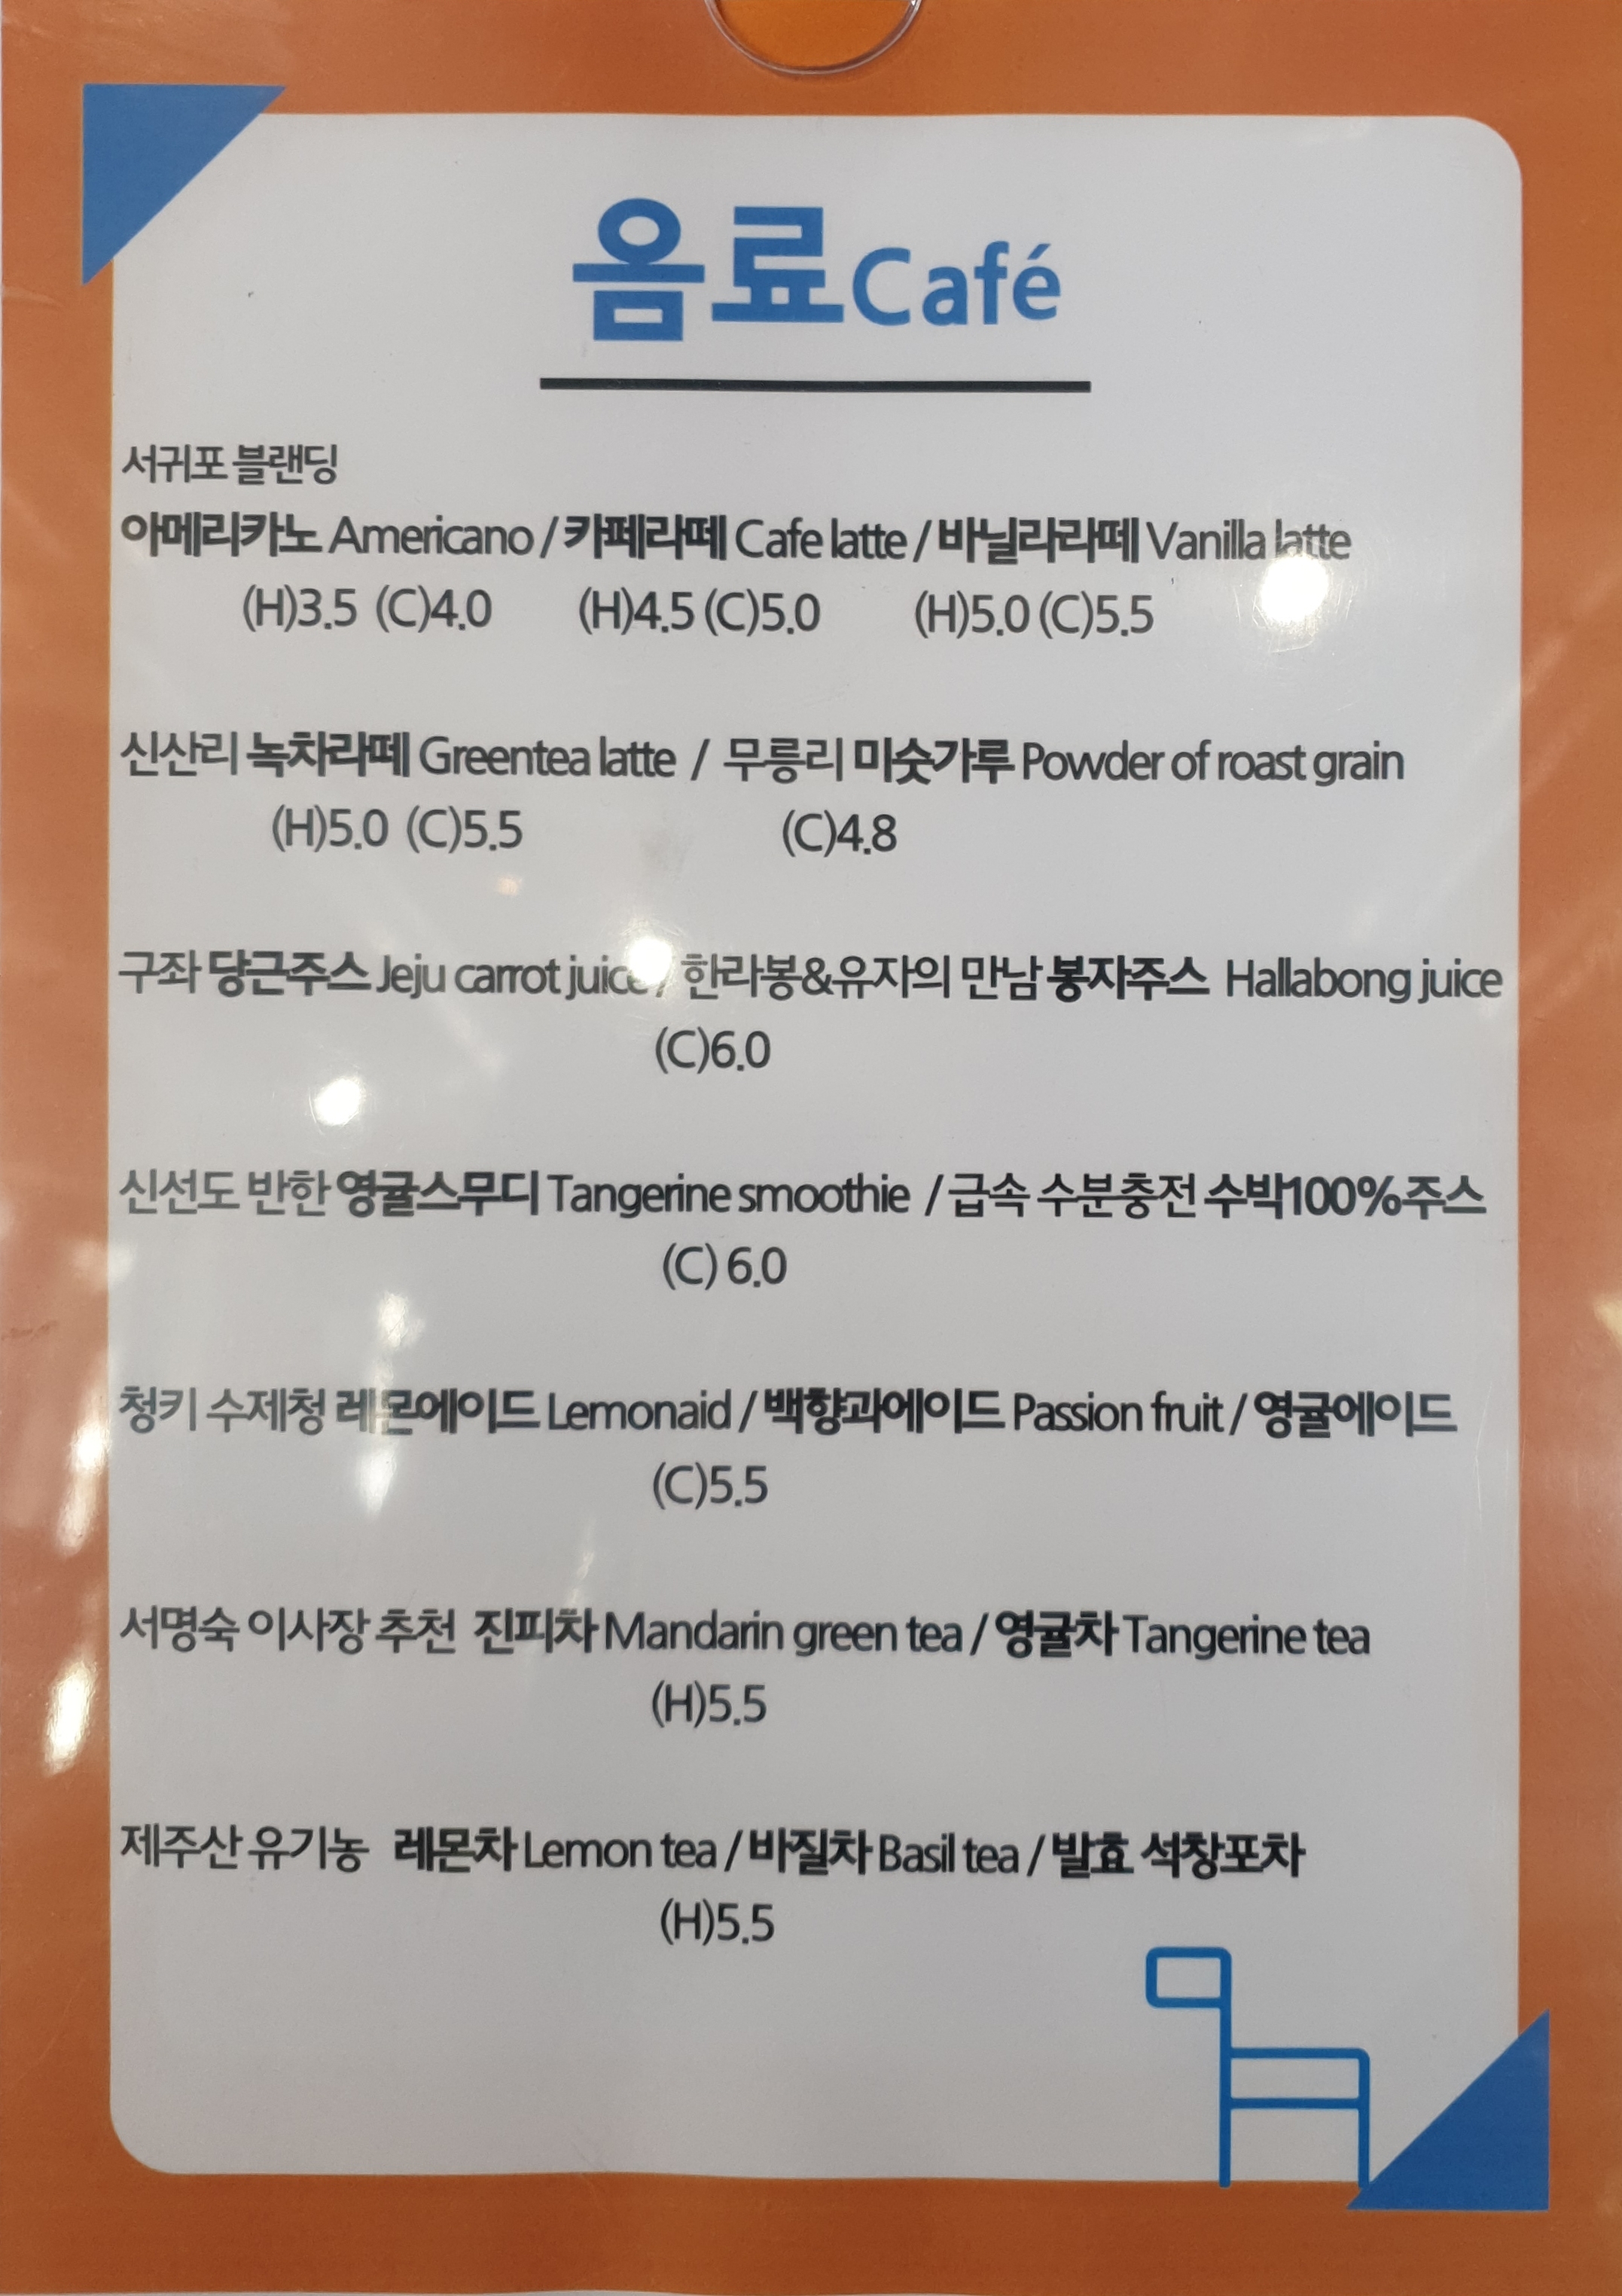 음료 Café
서귀포 블랜딩
아메리카노 Americano / 카페라떼 Cafe latte / 바닐라라떼 Vanilla latte
(H)3.5 (C)4.0 (H)4.5 (C)5.0 (H)5.0 (C)5.5
신산리 녹차라떼 Greentea latte / 무릉리 미숫가루 Powder of roast grain
(H)5.0 (C)5.5 (C)4.8
구좌 당근주스 Jeju carrot juice / 한라봉&유자의 만남 봉자주스 Hallabong juice
(C)6.0
신선도 반한 영귤스무디 Tangerine smoothie / 급속 수분충전 수박100%주스
(C) 6.0
청키 수제청 레몬에이드 Lemonaid / 백향과에이드 Passion fruit / 영귤에이드
(C)5.5
서명숙 이사장 추천 진피차 Mandarin green tea / 영귤차 Tangerine tea
(H)5.5
제주산 유기농 레몬차 Lemon tea / 바질차 Basil tea / 발효 석창포차
(H)5.5